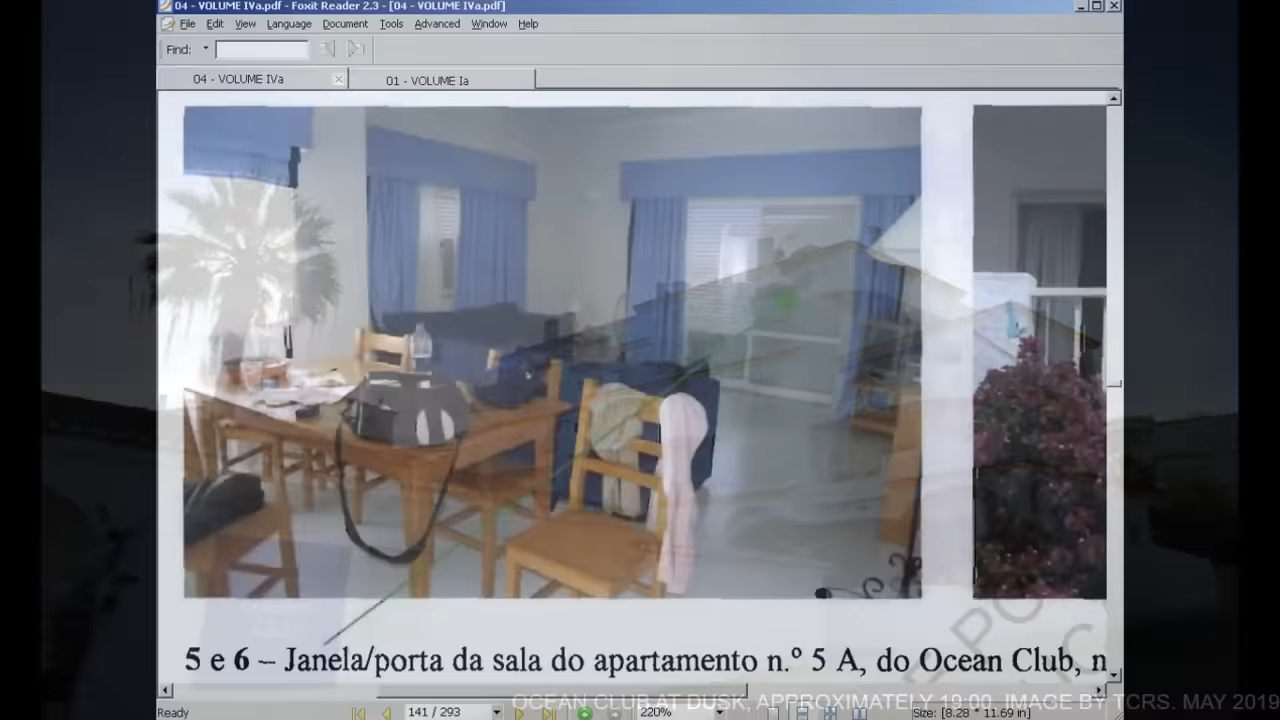 04 - VOLUME IVa.pdf - Foxit Reader 2.3 - [04 - VOLUME IVa.pdf]
File Edit View Language Document Tools Advanced Window Help
Find:
04 - VOLUME IVa 01 - VOLUME Ia
5 e 6 – Janela/porta da sala do apartamento n.º 5 A, do Ocean Club, n
OCEAN CLUB AT DUSK, APPROXIMATELY 19:00. IMAGE BY TCRS. MAY 2019
Ready 141 / 293 220% Size: [8.28 * 11.69 in]